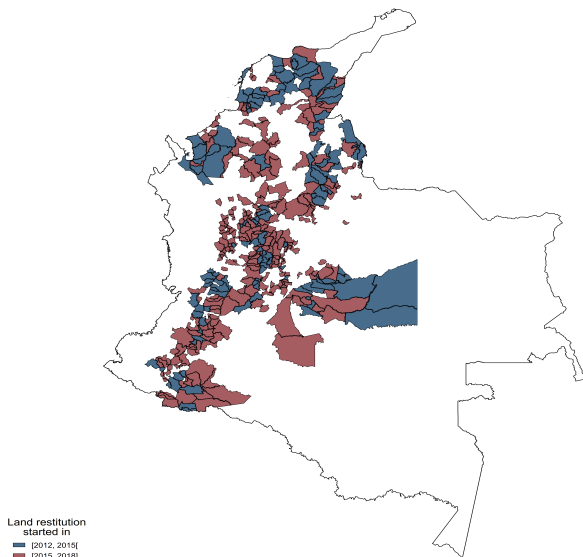 Land restitution
started in
[2012, 2015[
[2015, 2018]